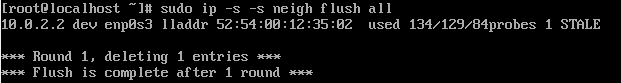 [root@localhost ~]# sudo ip -s -s neigh flush all
10.0.2.2 dev enp0s3 lladdr 52:54:00:12:35:02  used 134/129/84probes 1 STALE

*** Round 1, deleting 1 entries ***
*** Flush is complete after 1 round ***